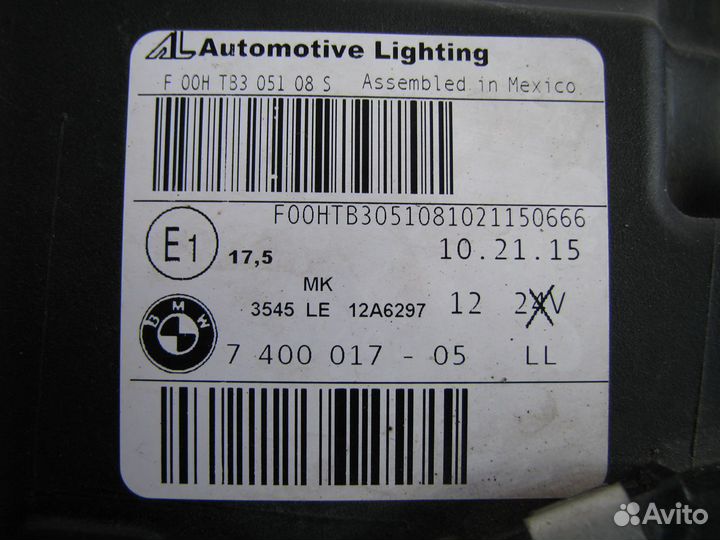 AL Automotive Lighting
F 00H TB3 051 08 S Assembled in Mexico.
F00HTB3051081021150666
E1 17,5 10.21.15
MK
3545 LE 12A6297 12 24V
BMW 7 400 017 - 05 LL
Avito